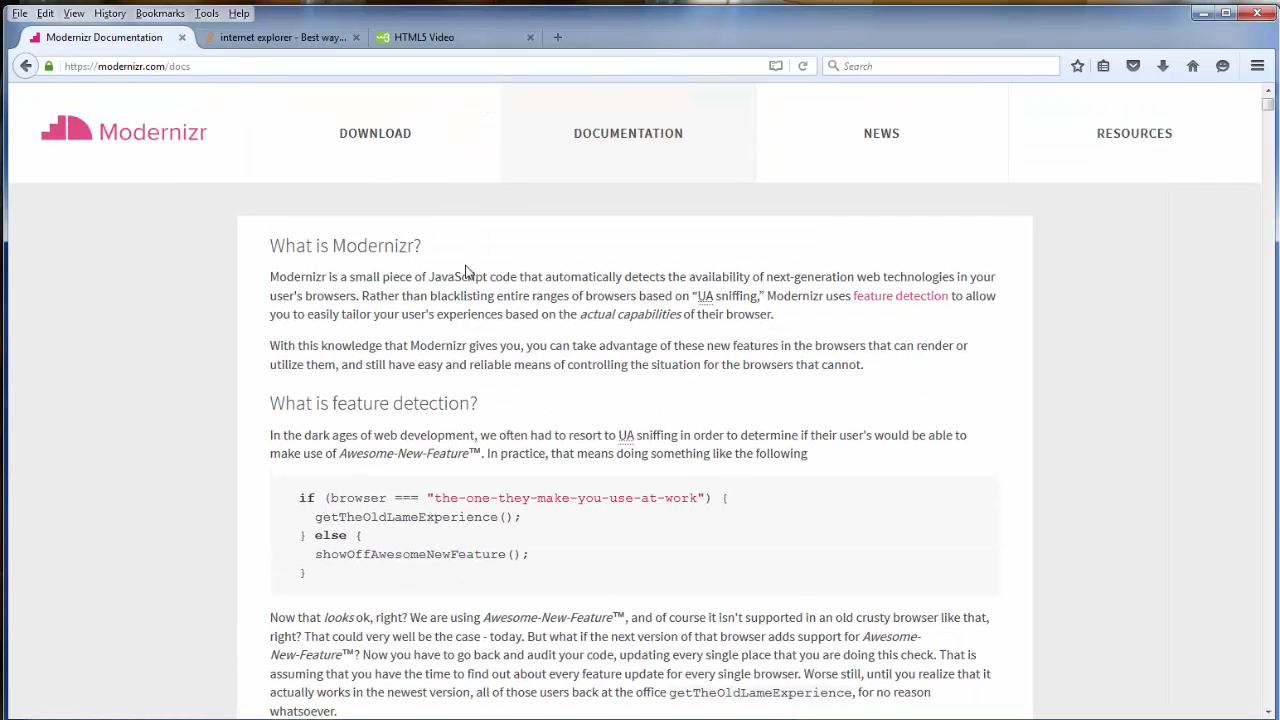 File Edit View History Bookmarks Tools Help
Modernizr Documentation × internet explorer - Best way... × HTML5 Video × +
https://modernizr.com/docs Search
Modernizr DOWNLOAD DOCUMENTATION NEWS RESOURCES
What is Modernizr?
Modernizr is a small piece of JavaScript code that automatically detects the availability of next-generation web technologies in your
user's browsers. Rather than blacklisting entire ranges of browsers based on “UA sniffing,” Modernizr uses feature detection to allow
you to easily tailor your user's experiences based on the actual capabilities of their browser.
With this knowledge that Modernizr gives you, you can take advantage of these new features in the browsers that can render or
utilize them, and still have easy and reliable means of controlling the situation for the browsers that cannot.
What is feature detection?
In the dark ages of web development, we often had to resort to UA sniffing in order to determine if their user's would be able to
make use of Awesome-New-Feature™. In practice, that means doing something like the following
if (browser === "the-one-they-make-you-use-at-work") {
getTheOldLameExperience();
} else {
showOffAwesomeNewFeature();
}
Now that looks ok, right? We are using Awesome-New-Feature™, and of course it isn't supported in an old crusty browser like that,
right? That could very well be the case - today. But what if the next version of that browser adds support for Awesome-
New-Feature™? Now you have to go back and audit your code, updating every single place that you are doing this check. That is
assuming that you have the time to find out about every feature update for every single browser. Worse still, until you realize that it
actually works in the newest version, all of those users back at the office getTheOldLameExperience, for no reason
whatsoever.